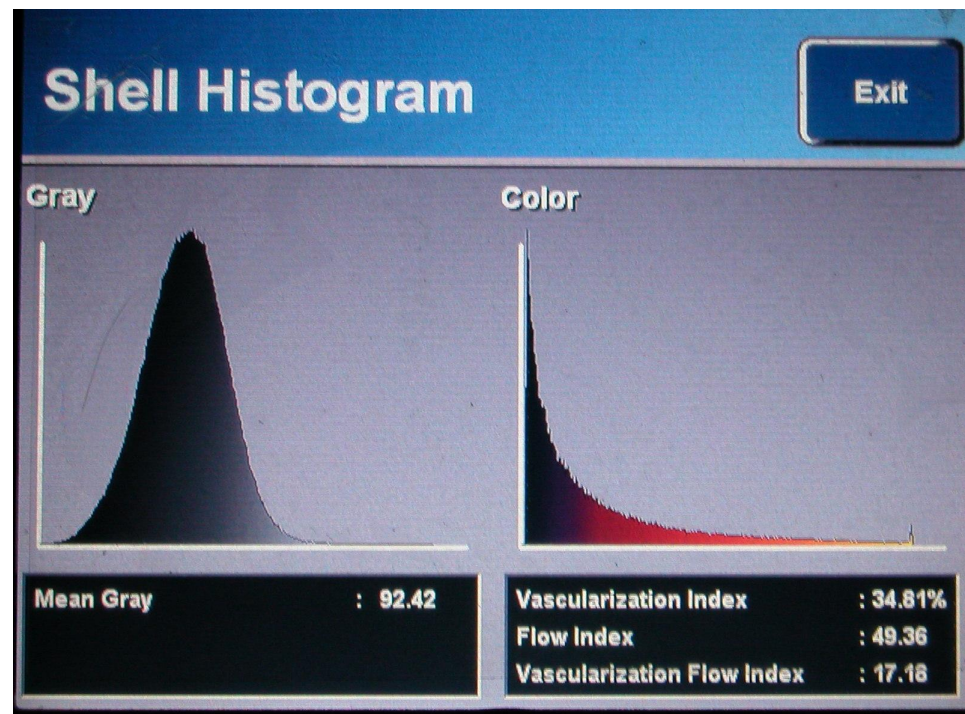 Shell Histogram
Exit
Gray
Color
Mean Gray : 92.42
Vascularization Index : 34.81%
Flow Index : 49.36
Vascularization Flow Index : 17.18